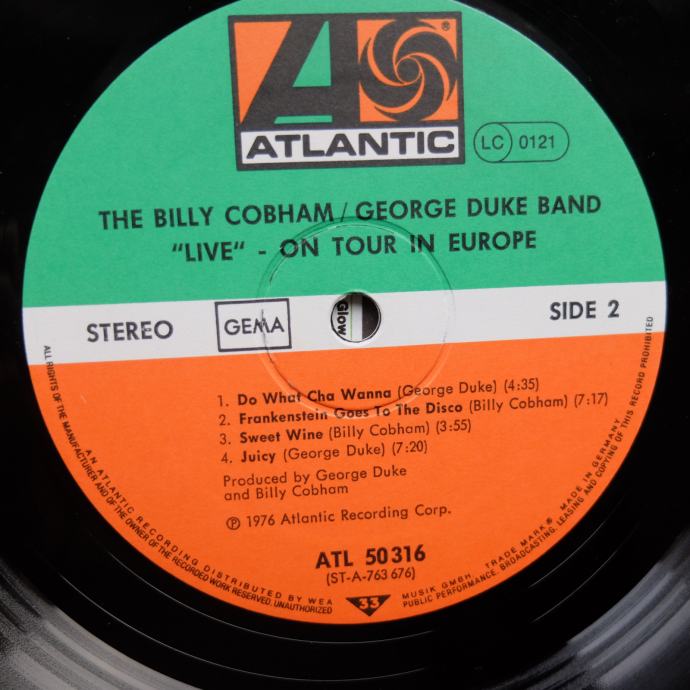 ®
ATLANTIC
LC 0121
THE BILLY COBHAM / GEORGE DUKE BAND
"LIVE" - ON TOUR IN EUROPE
STEREO
GEMA
Glow
SIDE 2
1. Do What Cha Wanna (George Duke) (4:35)
2. Frankenstein Goes To The Disco (Billy Cobham) (7:17)
3. Sweet Wine (Billy Cobham) (3:55)
4. Juicy (George Duke) (7:20)
Produced by George Duke
and Billy Cobham
℗ 1976 Atlantic Recording Corp.
ATL 50 316
(ST-A-763 676)
33
AN ATLANTIC RECORDING DISTRIBUTED BY WEA MUSIK GMBH. TRADE MARK® MADE IN GERMANY
ALL RIGHTS OF THE MANUFACTURER AND OF THE OWNER OF THE RECORDED WORK RESERVED. UNAUTHORIZED PUBLIC PERFORMANCE, BROADCASTING, LEASING AND COPYING OF THIS RECORD PROHIBITED